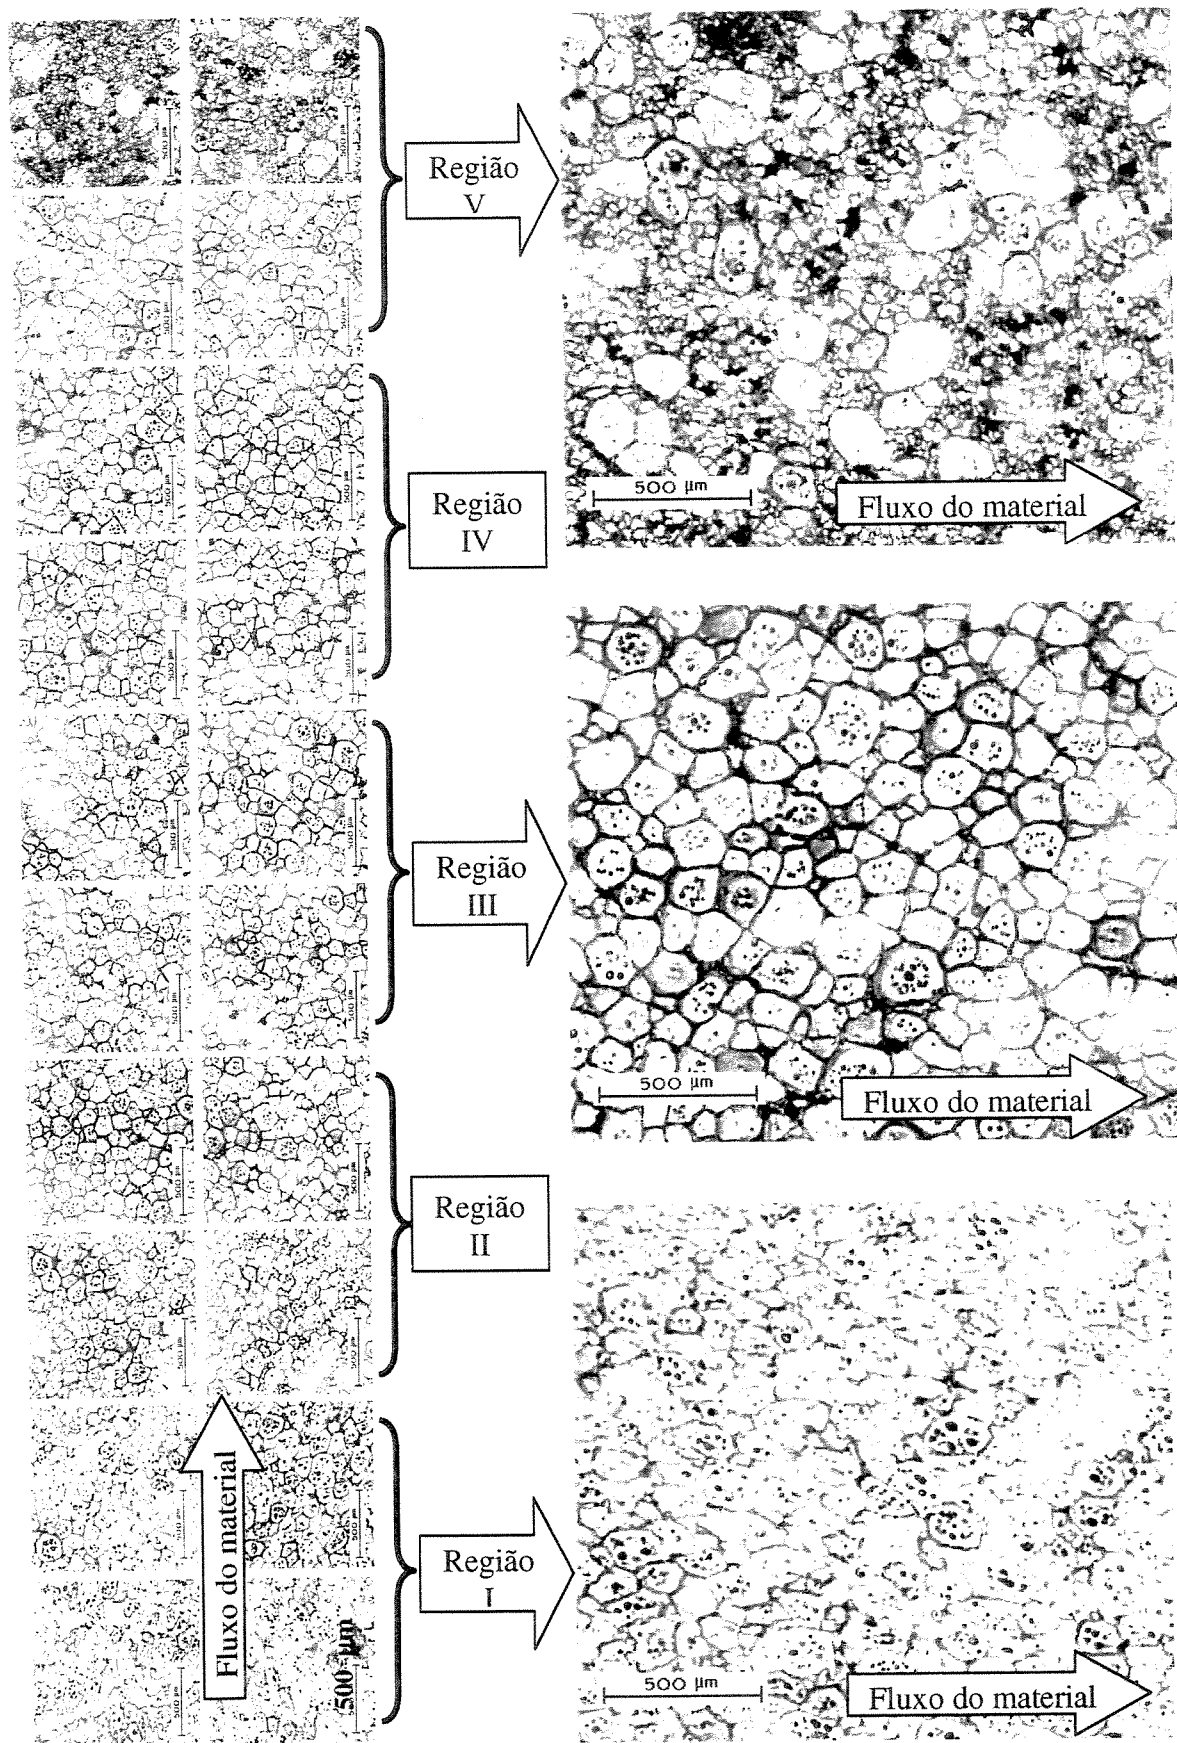 Região
V
500 µm
Fluxo do material
Região
IV
Região
III
500 µm
Fluxo do material
Região
II
Região
I
500 µm
Fluxo do material
Fluxo do material
500 µm